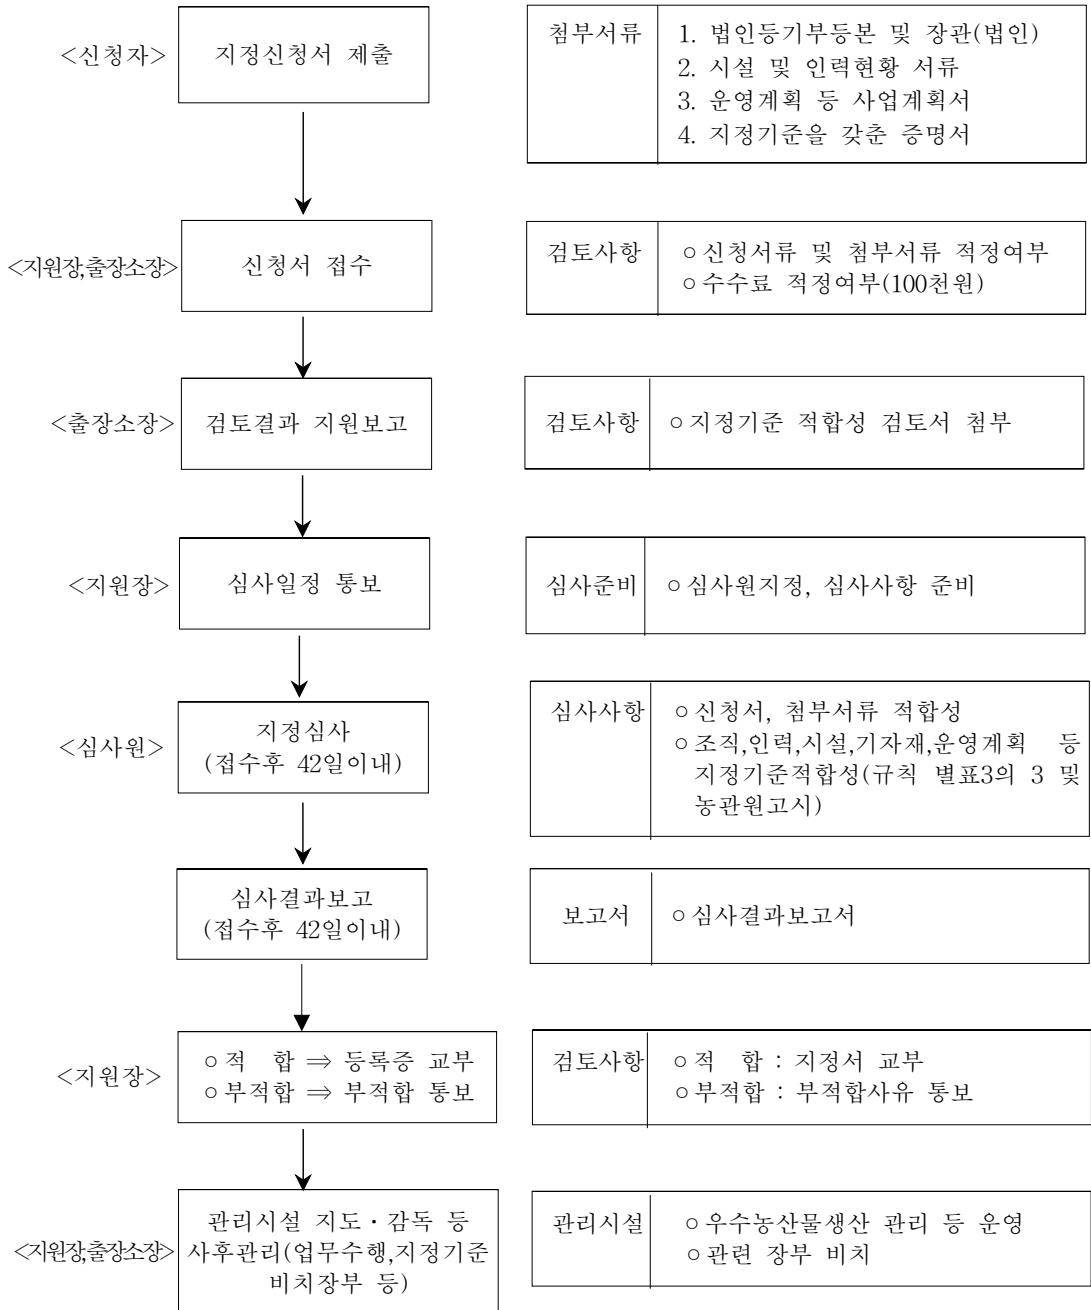 <신청자>
지정신청서 제출
첨부서류
1. 법인등기부등본 및 장관(법인)
2. 시설 및 인력현황 서류
3. 운영계획 등 사업계획서
4. 지정기준을 갖춘 증명서
<지원장,출장소장>
신청서 접수
검토사항
○신청서류 및 첨부서류 적정여부
○수수료 적정여부(100천원)
<출장소장>
검토결과 지원보고
검토사항
○지정기준 적합성 검토서 첨부
<지원장>
심사일정 통보
심사준비
○심사원지정, 심사사항 준비
<심사원>
지정심사
(접수후 42일이내)
심사사항
○신청서, 첨부서류 적합성
○조직,인력,시설,기자재,운영계획 등
지정기준적합성(규칙 별표3의 3 및
농관원고시)
심사결과보고
(접수후 42일이내)
보고서
○심사결과보고서
<지원장>
○적 합 ⇒ 등록증 교부
○부적합 ⇒ 부적합 통보
검토사항
○적 합 : 지정서 교부
○부적합 : 부적합사유 통보
<지원장,출장소장>
관리시설 지도·감독 등
사후관리(업무수행,지정기준
비치장부 등)
관리시설
○우수농산물생산 관리 등 운영
○관련 장부 비치